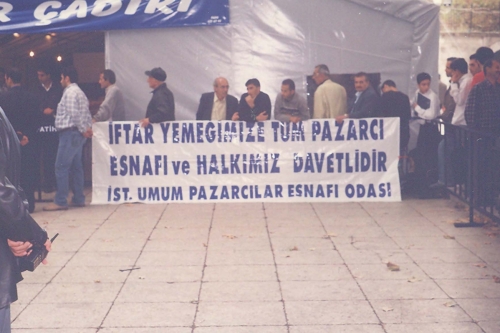 ÇADIRI
İFTAR YEMEĞİMİZE TÜM PAZARCI
ESNAFI ve HALKIMIZ DAVETLİDİR
İST. UMUM PAZARCILAR ESNAFI ODASI